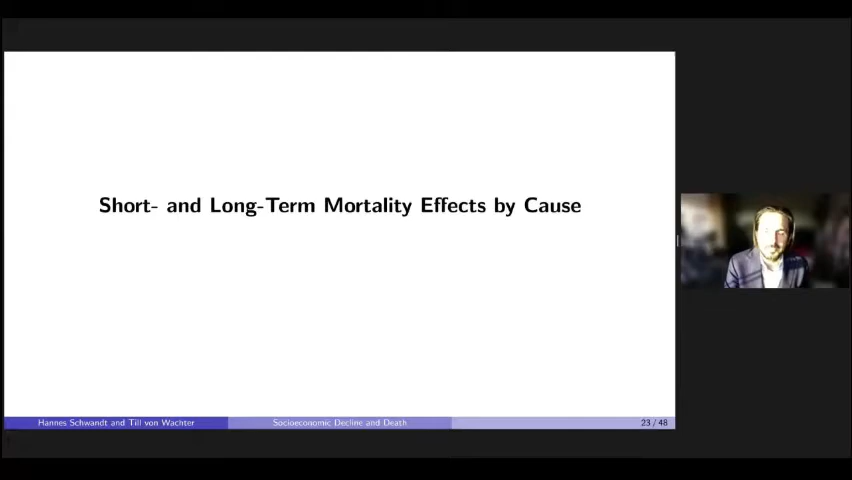 Short- and Long-Term Mortality Effects by Cause
Hannes Schwandt and Till von Wachter
Socioeconomic Decline and Death
23 / 48